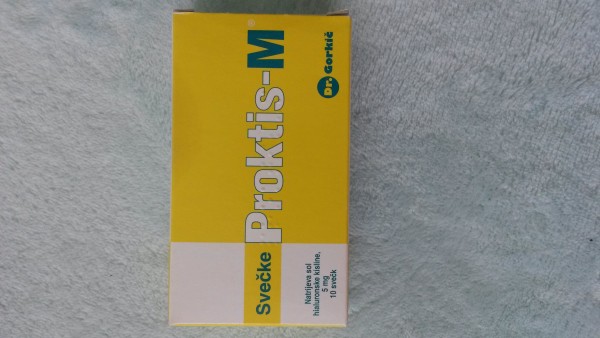 Svečke
Proktis-M
Dr. Gorkič
Natrijeva sol
hialuronske kisline,
5 mg
10 svečk